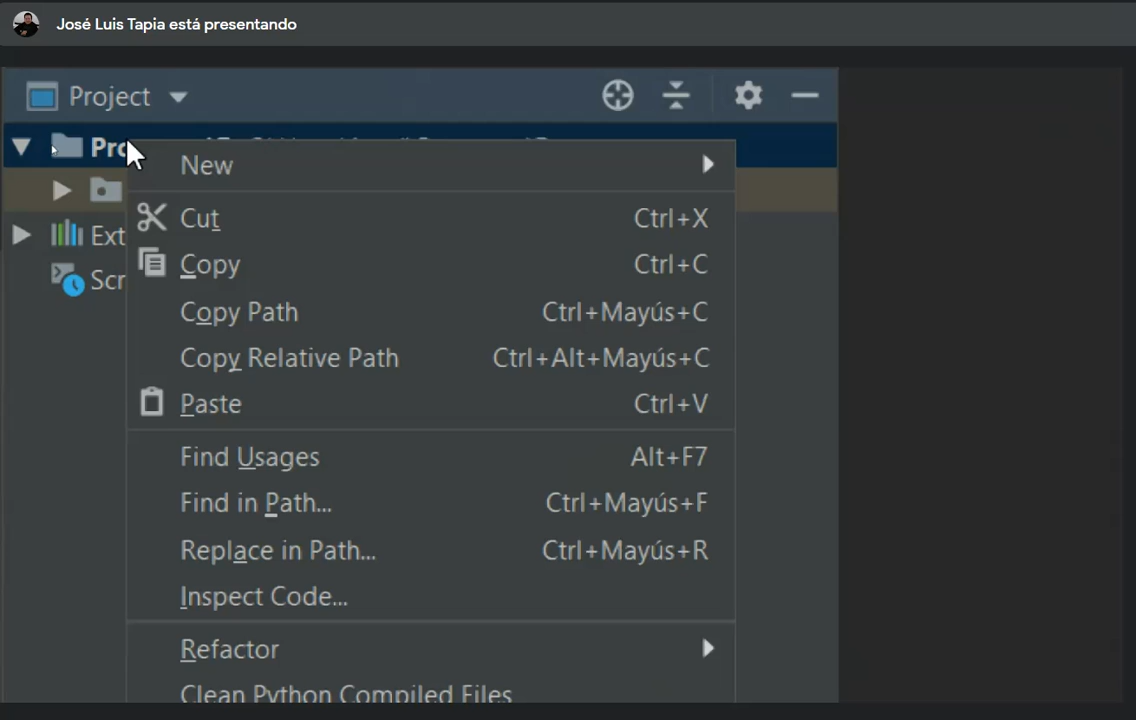 José Luis Tapia está presentando
Project
New
Cut Ctrl+X
Ext
Copy Ctrl+C
Scr
Copy Path Ctrl+Mayús+C
Copy Relative Path Ctrl+Alt+Mayús+C
Paste Ctrl+V
Find Usages Alt+F7
Find in Path... Ctrl+Mayús+F
Replace in Path... Ctrl+Mayús+R
Inspect Code...
Refactor
Clean Python Compiled Files